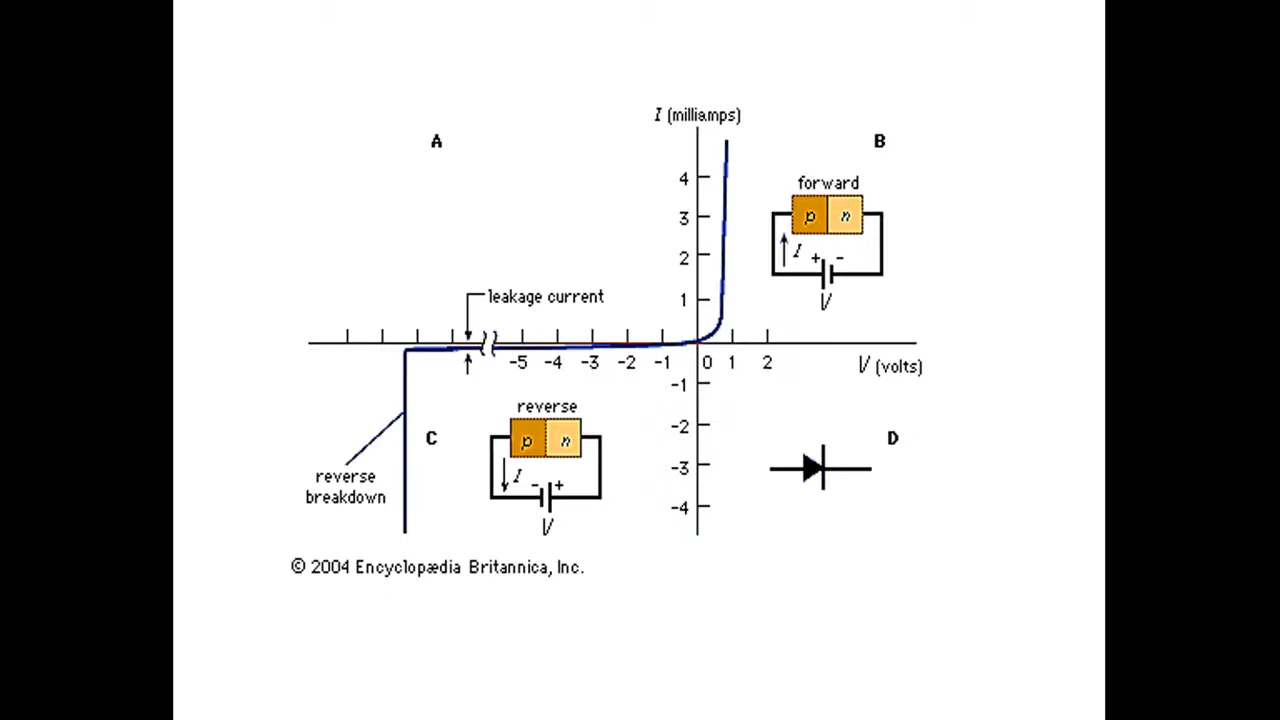 I (milliamps)
A
B
forward
p n
I + -
V
4
3
2
1
leakage current
-5 -4 -3 -2 -1 0 1 2
V (volts)
-1
-2
-3
-4
reverse
p n
I - +
V
C
D
reverse
breakdown
© 2004 Encyclopædia Britannica, Inc.